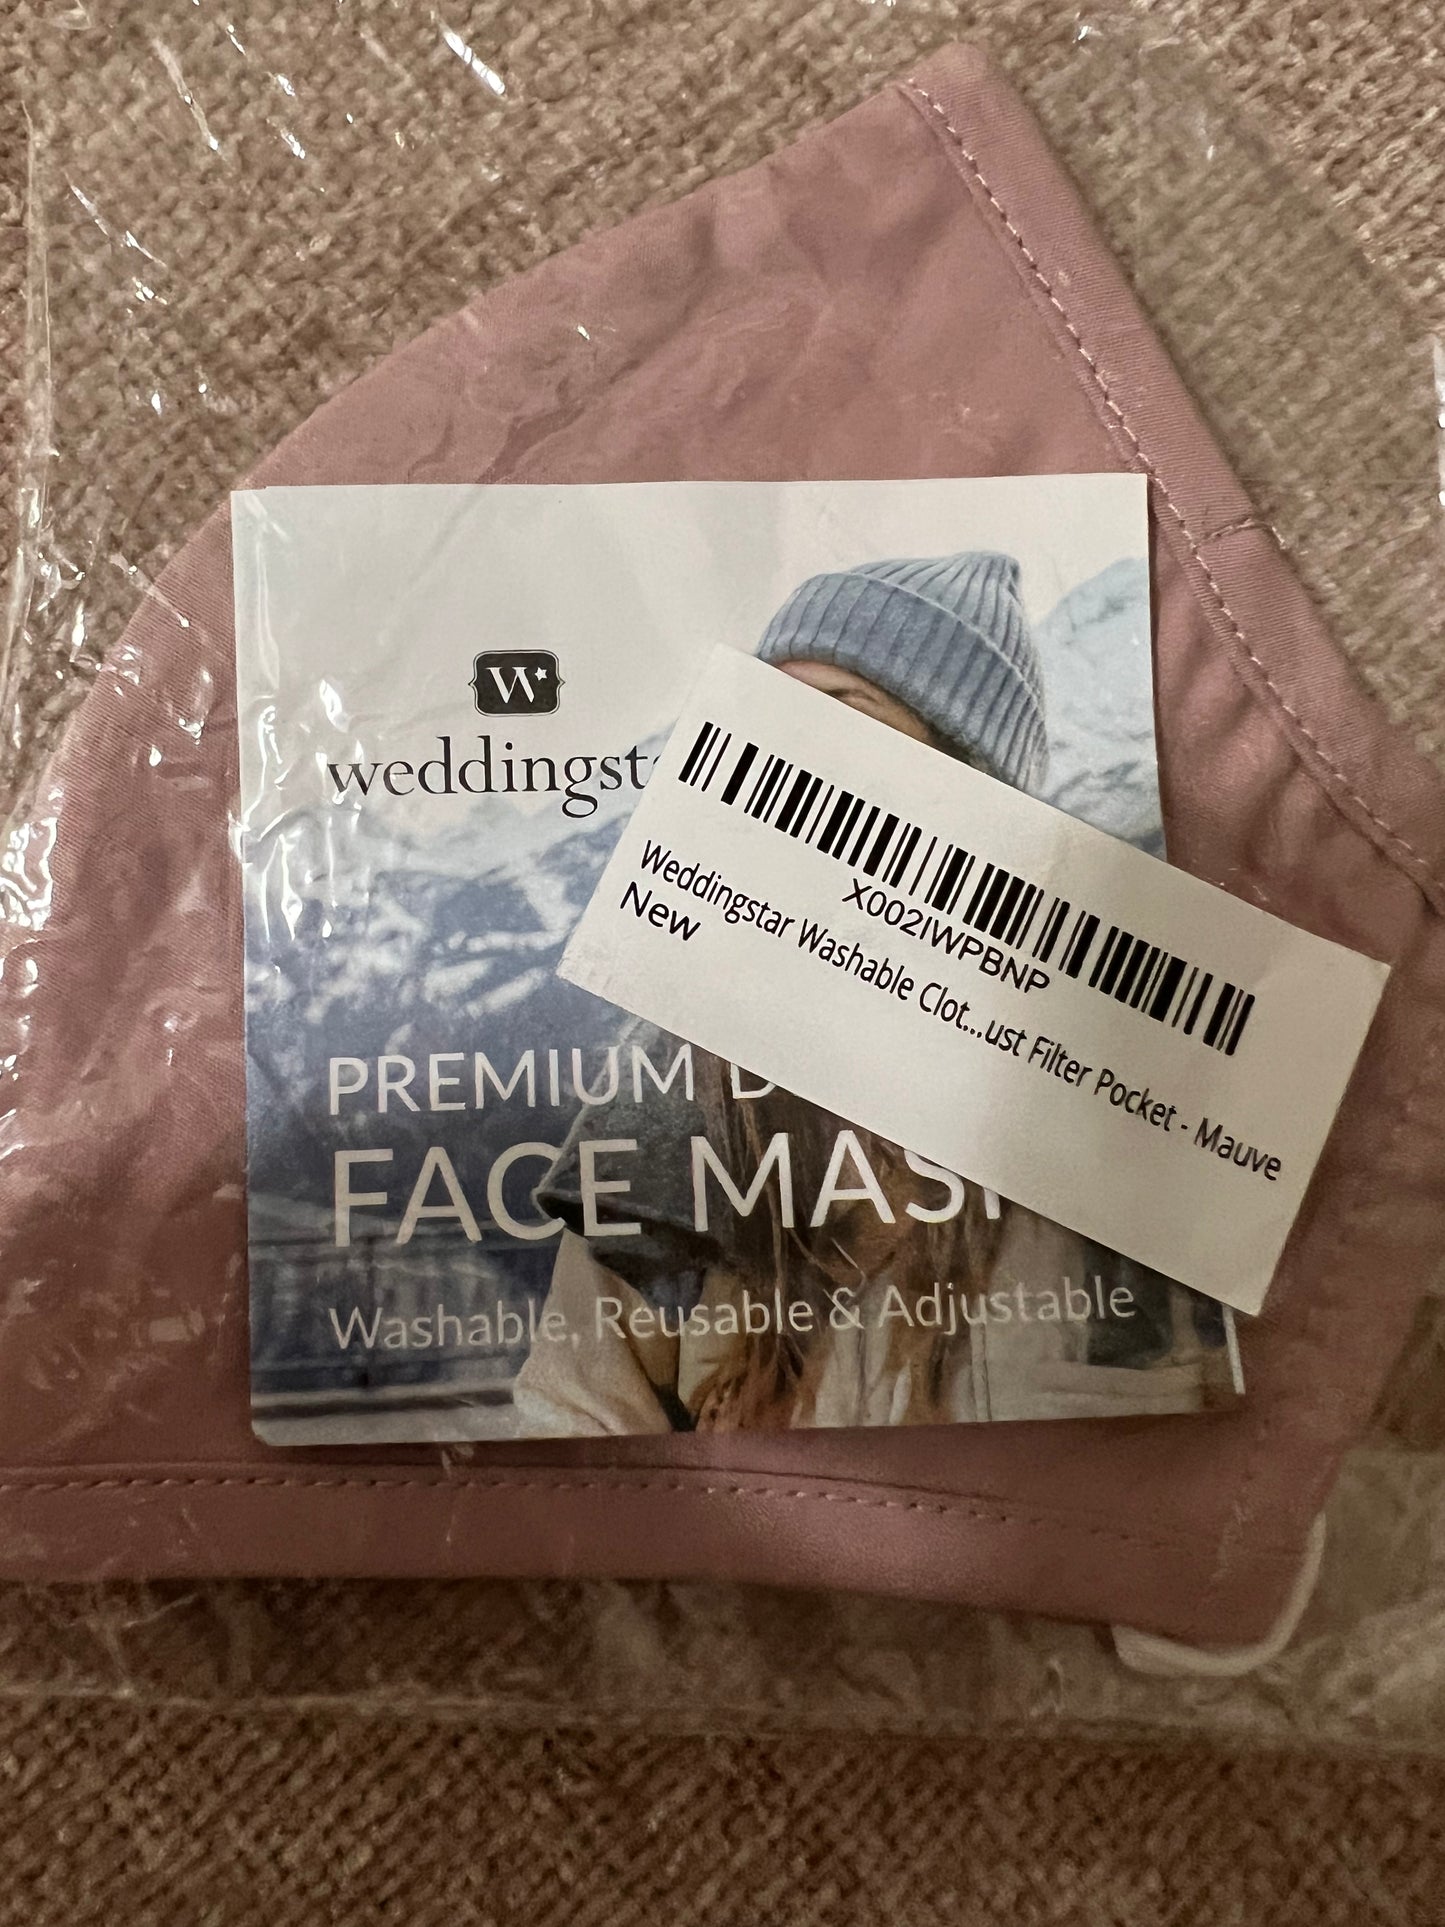 W
weddingst
X002IWPBNP
Weddingstar Washable Clot...ust Filter Pocket - Mauve
New
PREMIUM D
FACE MAS
Washable, Reusable & Adjustable